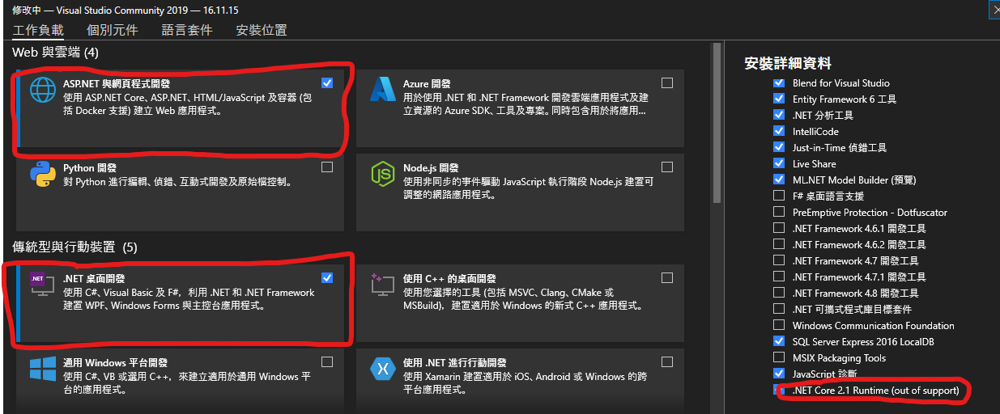 修改中 — Visual Studio Community 2019 — 16.11.15
工作負載 個別元件 語言套件 安裝位置
Web 與雲端 (4)
ASP.NET 與網頁程式開發
使用 ASP.NET Core、ASP.NET、HTML/JavaScript 及容器 (包
括 Docker 支援) 建立 Web 應用程式。
Azure 開發
用於使用 .NET 和 .NET Framework 開發雲端應用程式及建
立資源的 Azure SDK、工具及專案。同時包含用於將應用...
Python 開發
對 Python 進行編輯、偵錯、互動式開發及原始檔控制。
Node.js 開發
使用非同步的事件驅動 JavaScript 執行階段 Node.js 建置可
調整的網路應用程式。
傳統型與行動裝置 (5)
.NET 桌面開發
使用 C#、Visual Basic 及 F#，利用 .NET 和 .NET Framework
建置 WPF、Windows Forms 與主控台應用程式。
使用 C++ 的桌面開發
使用您選擇的工具 (包括 MSVC、Clang、CMake 或
MSBuild)，建置適用於 Windows 的新式 C++ 應用程式。
通用 Windows 平台開發
使用 C#、VB 或選用 C++，來建立適用於通用 Windows 平
台的應用程式。
使用 .NET 進行行動開發
使用 Xamarin 建置適用於 iOS、Android 或 Windows 的跨
平台應用程式。
安裝詳細資料
Blend for Visual Studio
Entity Framework 6 工具
.NET 分析工具
IntelliCode
Just-in-Time 偵錯工具
Live Share
ML.NET Model Builder (預覽)
F# 桌面語言支援
PreEmptive Protection - Dotfuscator
.NET Framework 4.6.1 開發工具
.NET Framework 4.6.2 開發工具
.NET Framework 4.7 開發工具
.NET Framework 4.7.1 開發工具
.NET Framework 4.8 開發工具
.NET 可攜式程式庫目標套件
Windows Communication Foundation
SQL Server Express 2016 LocalDB
MSIX Packaging Tools
JavaScript 診斷
.NET Core 2.1 Runtime (out of support)